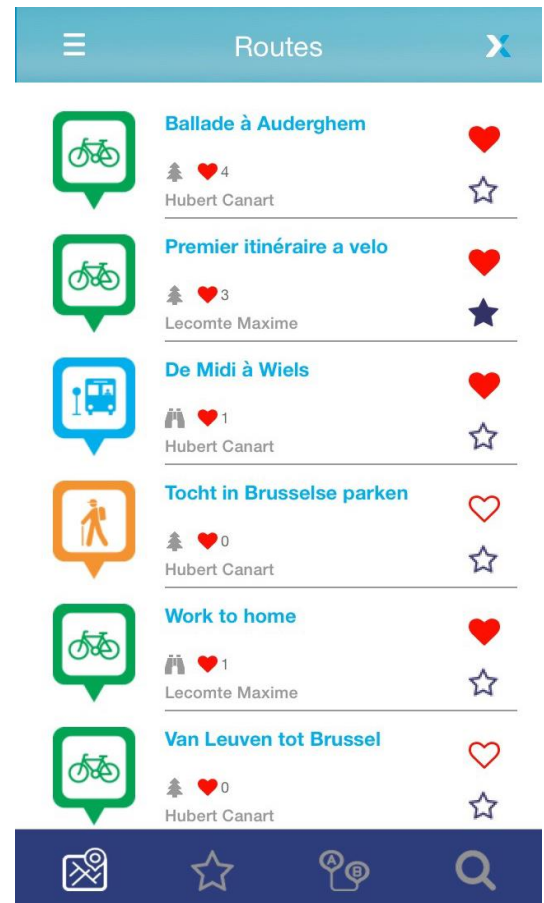 Routes
Ballade à Auderghem
4
Hubert Canart
Premier itinéraire a velo
3
Lecomte Maxime
De Midi à Wiels
1
Hubert Canart
Tocht in Brusselse parken
0
Hubert Canart
Work to home
1
Lecomte Maxime
Van Leuven tot Brussel
0
Hubert Canart
A B